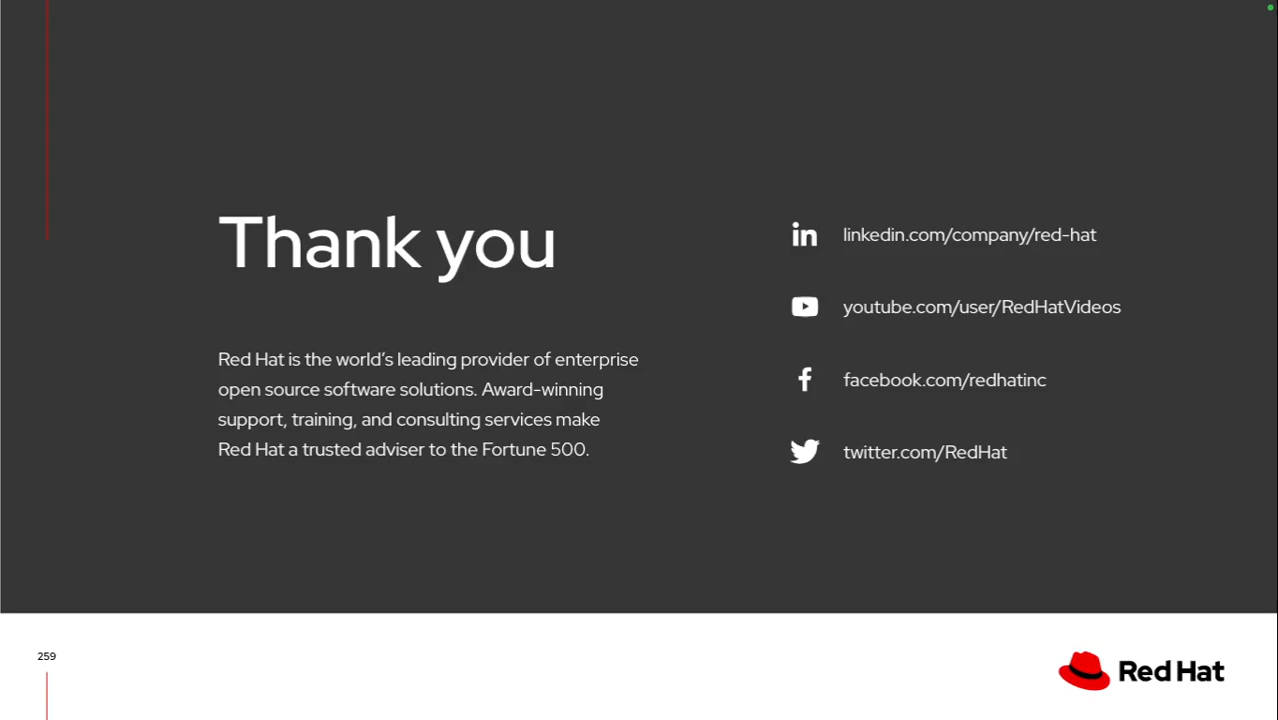 Thank you
Red Hat is the world’s leading provider of enterprise
open source software solutions. Award-winning
support, training, and consulting services make
Red Hat a trusted adviser to the Fortune 500.
linkedin.com/company/red-hat
youtube.com/user/RedHatVideos
facebook.com/redhatinc
twitter.com/RedHat
259
Red Hat